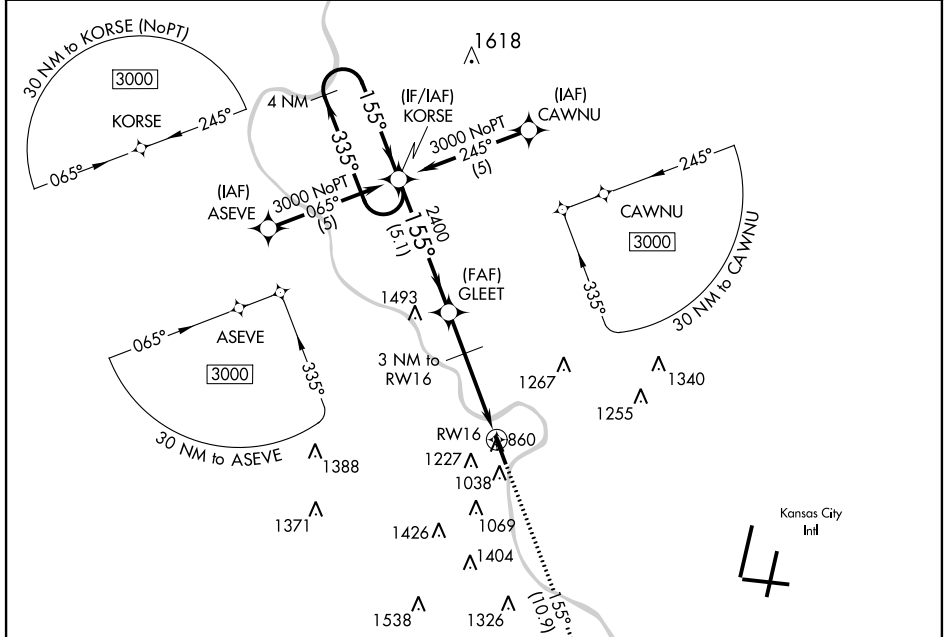 30 NM to KORSE (NoPT)
3000
KORSE
065°
245°
1618
4 NM
155°
335°
(IF/IAF)
KORSE
(IAF)
CAWNU
3000 NoPT
245°
(5)
(IAF)
ASEVE
3000 NoPT
065°
(5)
2400
155°
(5.1)
245°
CAWNU
3000
335°
30 NM to CAWNU
(FAF)
GLEET
1493
3 NM to
RW16
065°
ASEVE
3000
335°
30 NM to ASEVE
1267
1340
1255
RW16
860
1227
1038
1388
1371
1069
1426
1404
1538
1326
155°
(10.9)
Kansas City
Intl